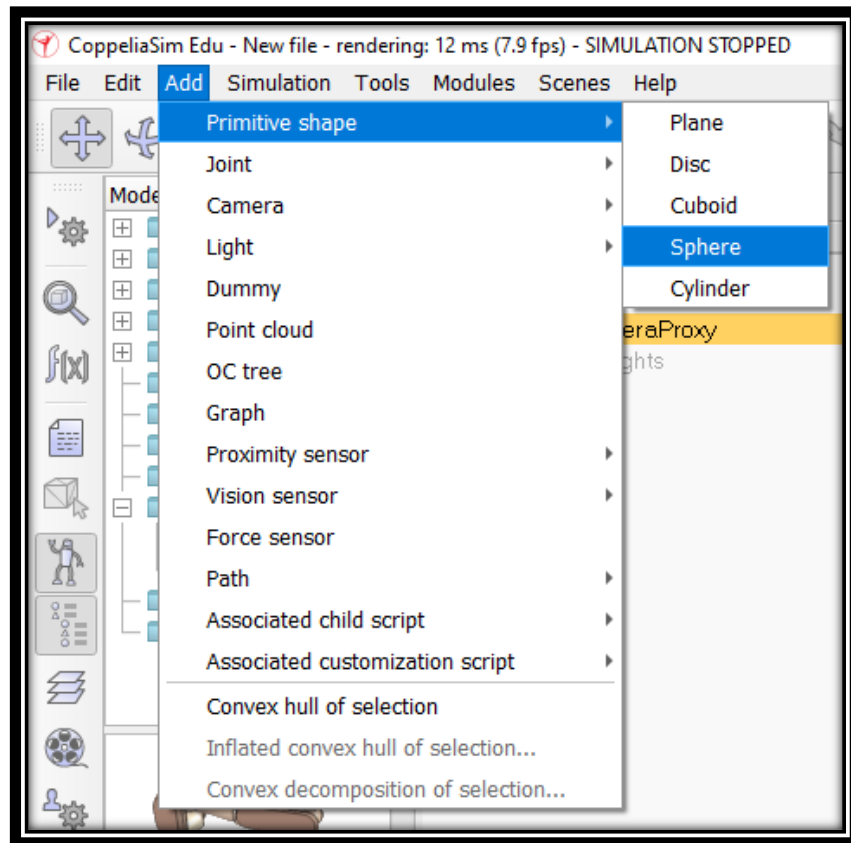 CoppeliaSim Edu - New file - rendering: 12 ms (7.9 fps) - SIMULATION STOPPED
File Edit Add Simulation Tools Modules Scenes Help
Primitive shape
Joint
Camera
Light
Dummy
Point cloud
OC tree
Graph
Proximity sensor
Vision sensor
Force sensor
Path
Associated child script
Associated customization script
Convex hull of selection
Inflated convex hull of selection...
Convex decomposition of selection...
Plane
Disc
Cuboid
Sphere
Cylinder
Mode
eraProxy
ghts
f(x)